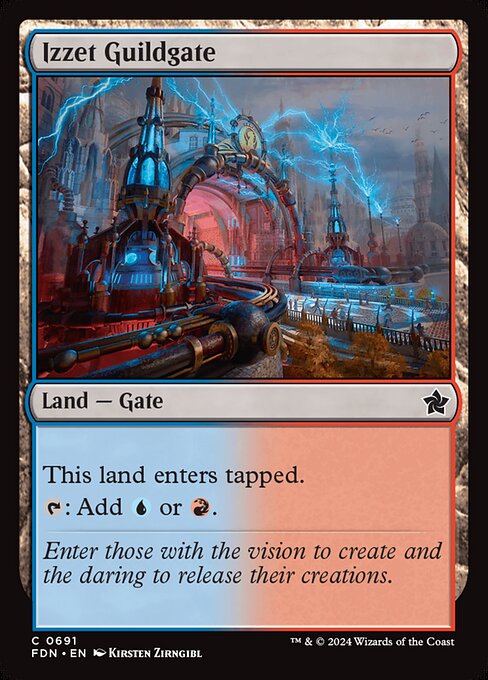 Izzet Guildgate
Land — Gate
This land enters tapped.
: Add or .
Enter those with the vision to create and
the daring to release their creations.
C 0691
FDN • EN Kirsten Zirngibl
™ & © 2024 Wizards of the Coast